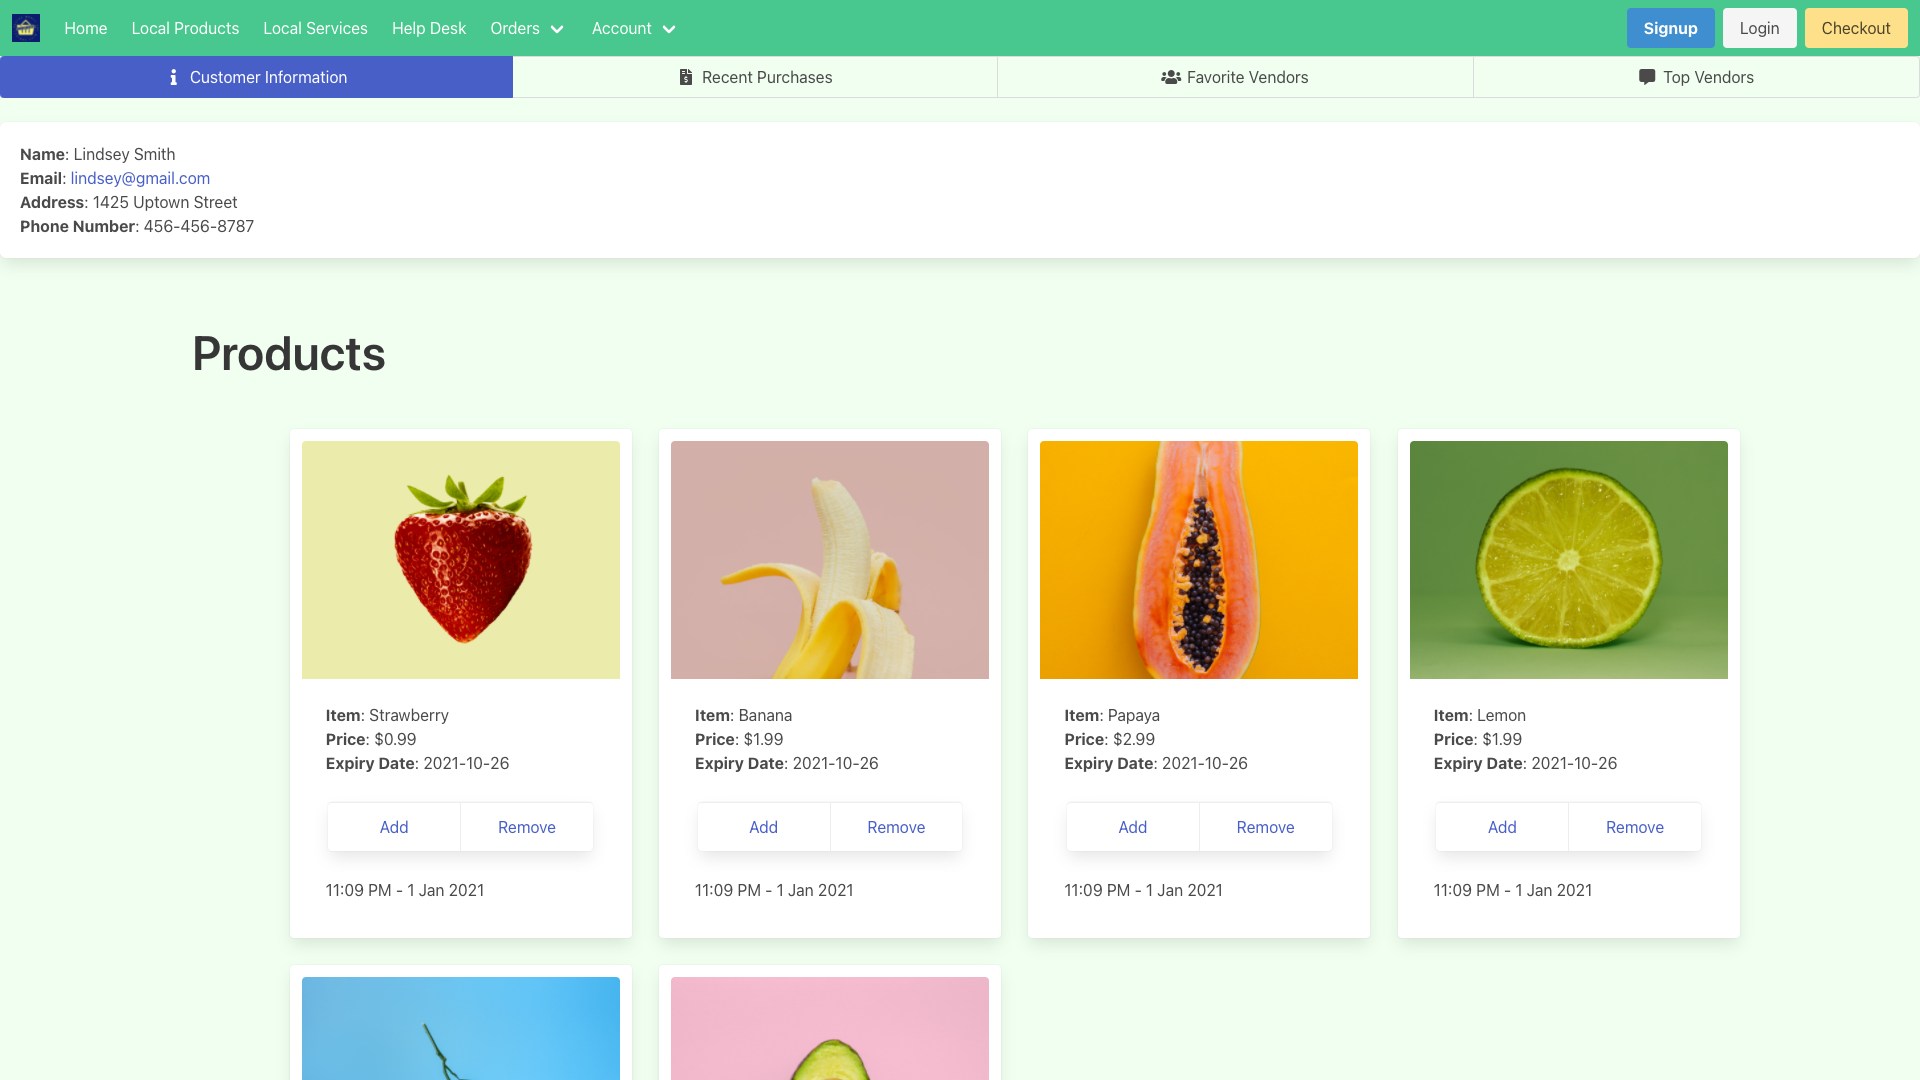 Home Local Products Local Services Help Desk Orders Account Signup Login Checkout
Customer Information Recent Purchases Favorite Vendors Top Vendors
Name: Lindsey Smith
Email: lindsey@gmail.com
Address: 1425 Uptown Street
Phone Number: 456-456-8787
Products
Item: Strawberry
Price: $0.99
Expiry Date: 2021-10-26
Add Remove
11:09 PM - 1 Jan 2021
Item: Banana
Price: $1.99
Expiry Date: 2021-10-26
Add Remove
11:09 PM - 1 Jan 2021
Item: Papaya
Price: $2.99
Expiry Date: 2021-10-26
Add Remove
11:09 PM - 1 Jan 2021
Item: Lemon
Price: $1.99
Expiry Date: 2021-10-26
Add Remove
11:09 PM - 1 Jan 2021